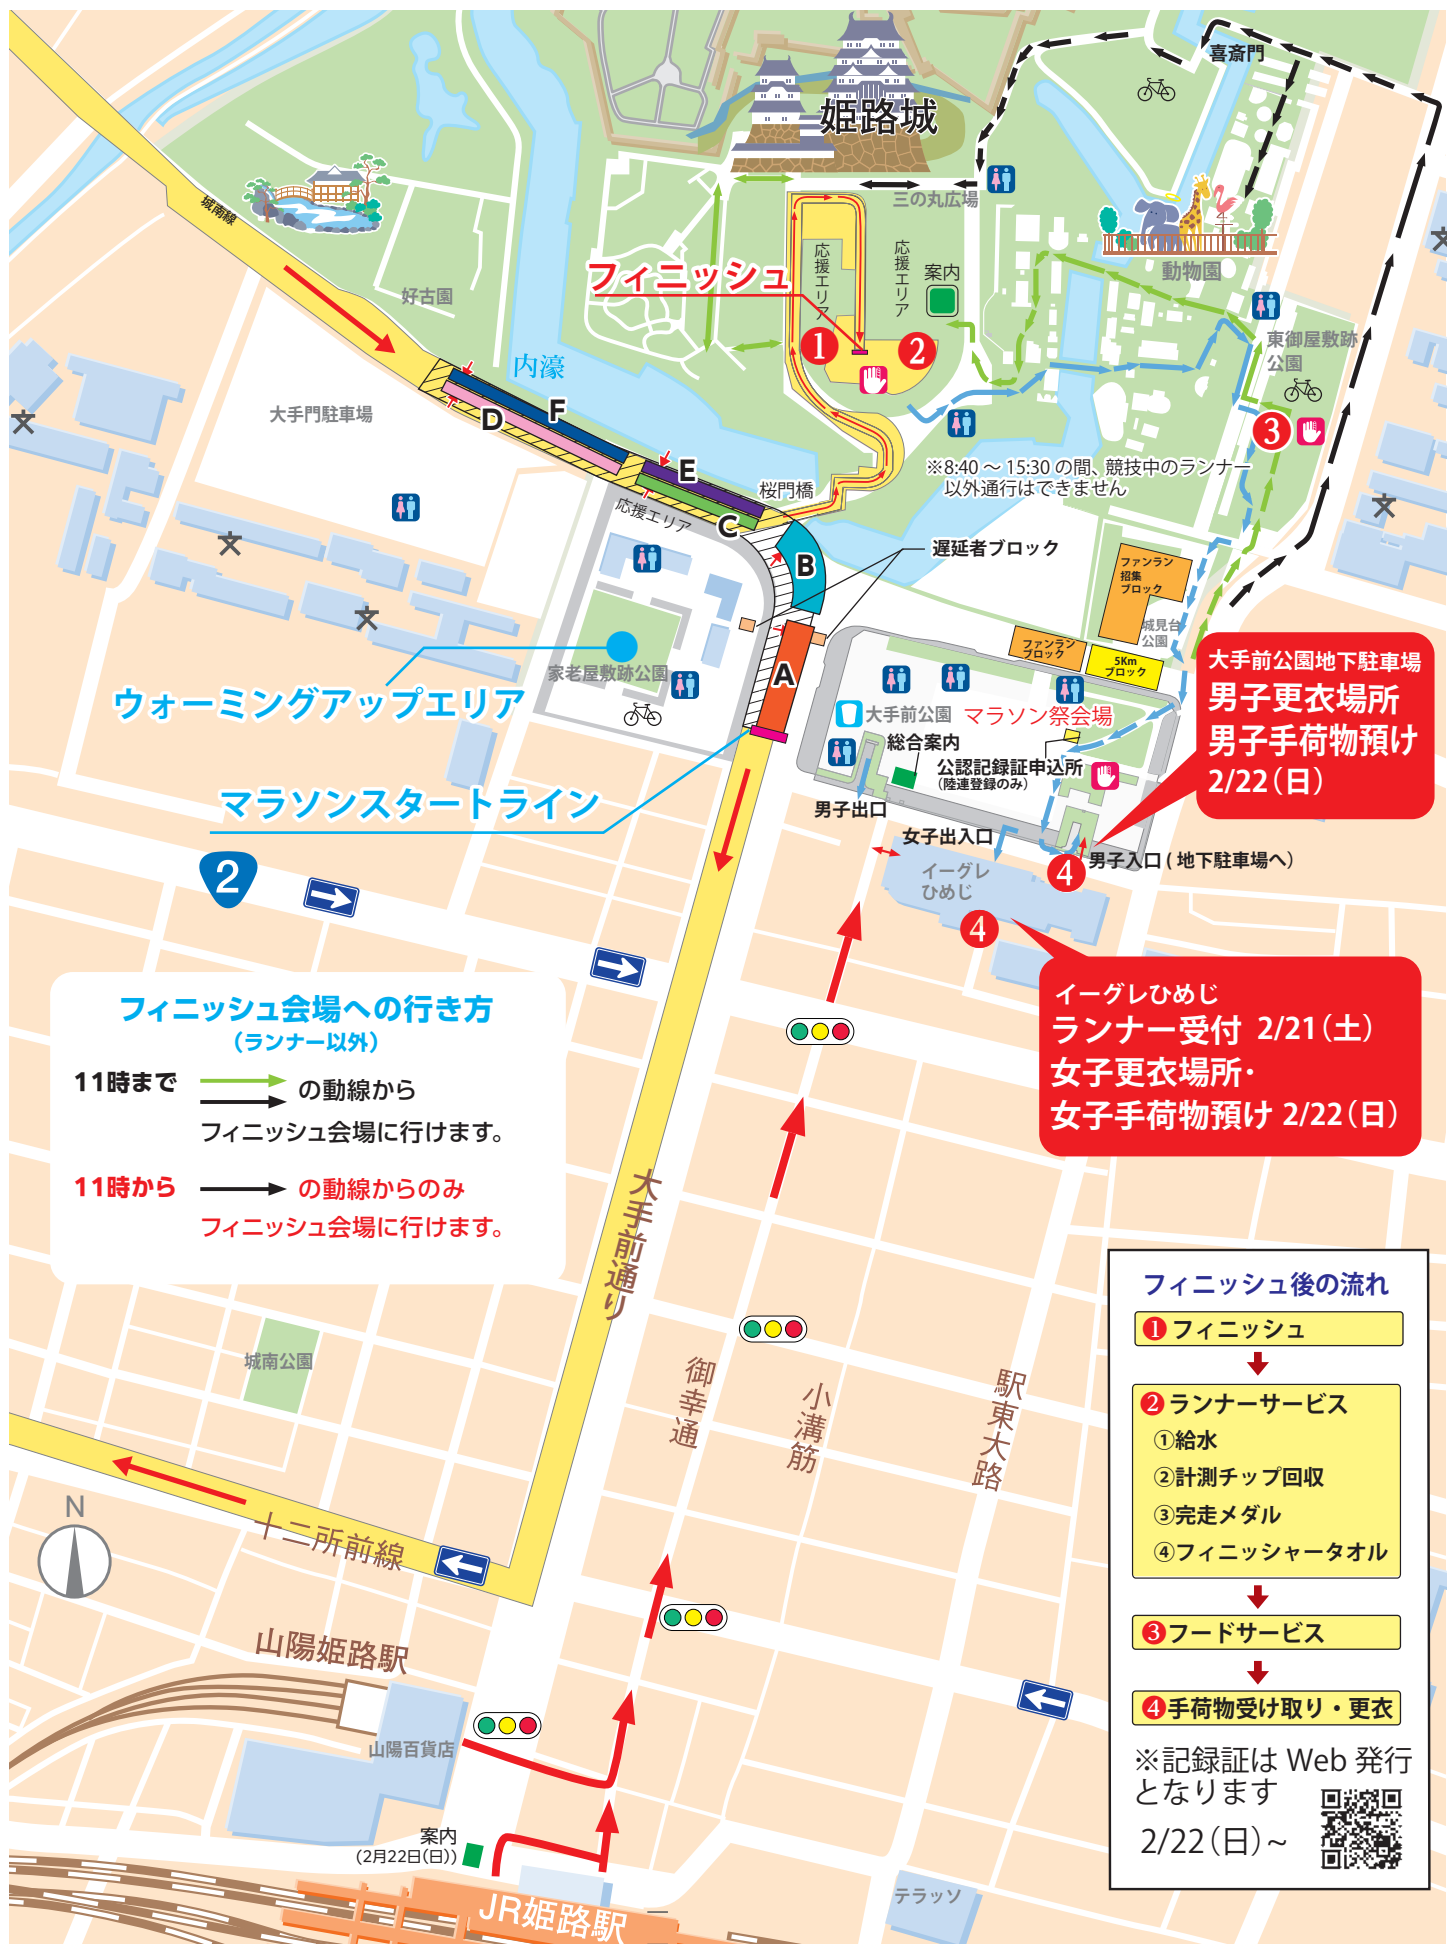 喜斎門
姫路城
三の丸広場
城南線
動物園
好古園
応援エリア
応援エリア
案内
フィニッシュ
1
2
東御屋敷跡
公園
内濠
大手門駐車場
F
D
3
E
C
※8:40 ~ 15:30 の間、競技中のランナー
以外通行はできません
桜門橋
応援エリア
遅延者ブロック
B
ファンラン
招集
ブロック
城見台
公園
ファンラン
ブロック
5Km
ブロック
家老屋敷跡公園
A
ウォーミングアップエリア
大手前公園地下駐車場
男子更衣場所
男子手荷物預け
2/22(日)
大手前公園
マラソン祭会場
総合案内
公認記録証申込所
(陸連登録のみ)
マラソンスタートライン
男子出口
女子出入口
男子入口 ( 地下駐車場へ)
4
イーグレ
ひめじ
4
2
イーグレひめじ
ランナー受付 2/21(土)
女子更衣場所・
女子手荷物預け 2/22(日)
フィニッシュ会場への行き方
(ランナー以外)
11時まで
の動線から
フィニッシュ会場に行けます。
11時から
の動線からのみ
フィニッシュ会場に行けます。
大手前通り
城南公園
御幸通
小溝筋
駅東大路
N
十二所前線
山陽姫路駅
山陽百貨店
案内
(2月22日(日))
JR姫路駅
テラッソ
フィニッシュ後の流れ
1 フィニッシュ
2 ランナーサービス
①給水
②計測チップ回収
③完走メダル
④フィニッシャータオル
3 フードサービス
4 手荷物受け取り・更衣
※記録証は Web 発行
となります
2/22(日)~